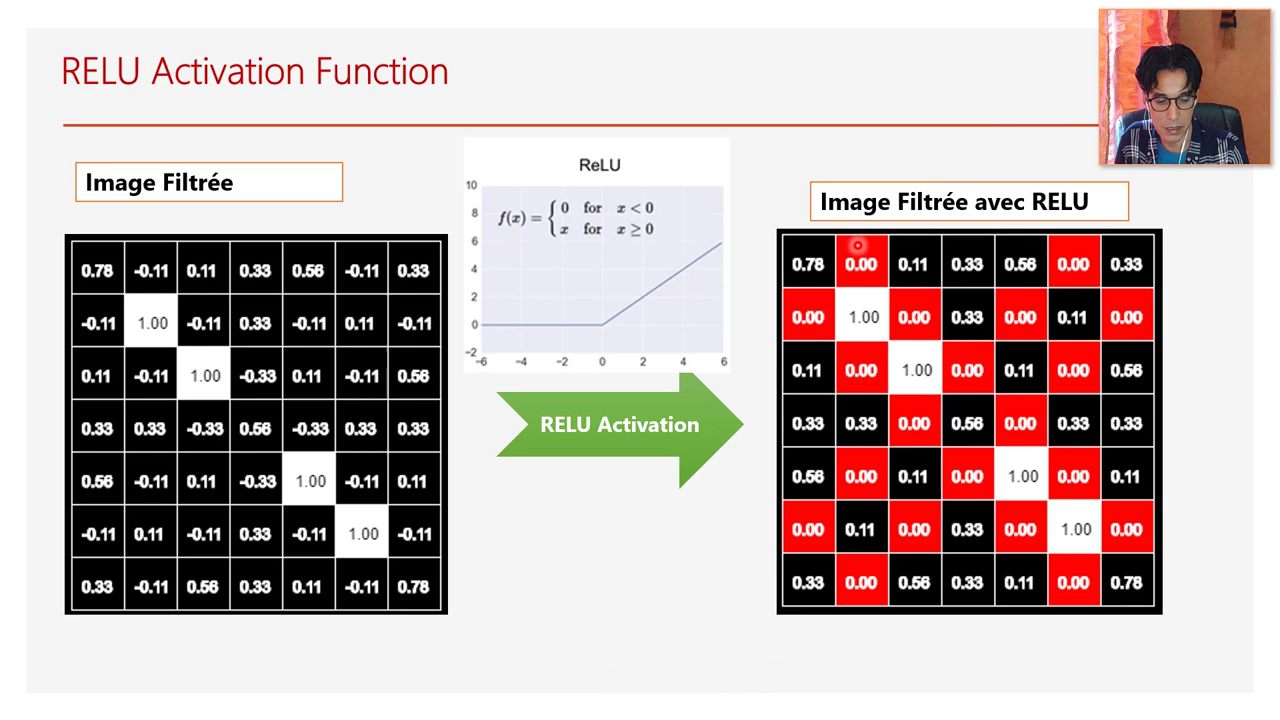 RELU Activation Function
Image Filtrée
0.78 -0.11 0.11 0.33 0.56 -0.11 0.33
-0.11 1.00 -0.11 0.33 -0.11 0.11 -0.11
0.11 -0.11 1.00 -0.33 0.11 -0.11 0.56
0.33 0.33 -0.33 0.56 -0.33 0.33 0.33
0.56 -0.11 0.11 -0.33 1.00 -0.11 0.11
-0.11 0.11 -0.11 0.33 -0.11 1.00 -0.11
0.33 -0.11 0.56 0.33 0.11 -0.11 0.78
ReLU
10
8
6
4
2
0
−2
f(x) = { 0 for x < 0
x for x ≥ 0
−6 −4 −2 0 2 4 6
RELU Activation
Image Filtrée avec RELU
0.78 0.00 0.11 0.33 0.56 0.00 0.33
0.00 1.00 0.00 0.33 0.00 0.11 0.00
0.11 0.00 1.00 0.00 0.11 0.00 0.56
0.33 0.33 0.00 0.56 0.00 0.33 0.33
0.56 0.00 0.11 0.00 1.00 0.00 0.11
0.00 0.11 0.00 0.33 0.00 1.00 0.00
0.33 0.00 0.56 0.33 0.11 0.00 0.78